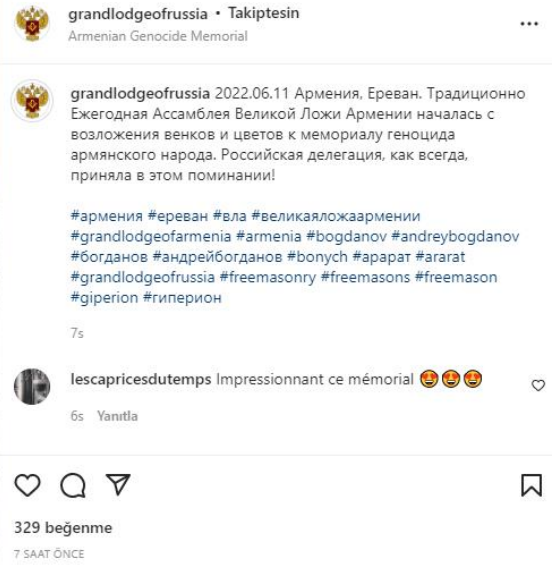 grandlodgeofrussia • Takiptesin
Armenian Genocide Memorial
grandlodgeofrussia 2022.06.11 Армения, Ереван. Традиционно
Ежегодная Ассамблея Великой Ложи Армении началась с
возложения венков и цветов к мемориалу геноцида
армянского народа. Российская делегация, как всегда,
приняла в этом поминании!
#армения #ереван #вла #великаяложаармении
#grandlodgeofarmenia #armenia #bogdanov #andreybogdanov
#богданов #андрейбогданов #bonych #арарат #ararat
#grandlodgeofrussia #freemasonry #freemasons #freemason
#giperion #гиперион
7s
lescapricesdutemps Impressionnant ce mémorial 🤩🤩🤩
6s Yanıtla
329 beğenme
7 SAAT ÖNCE